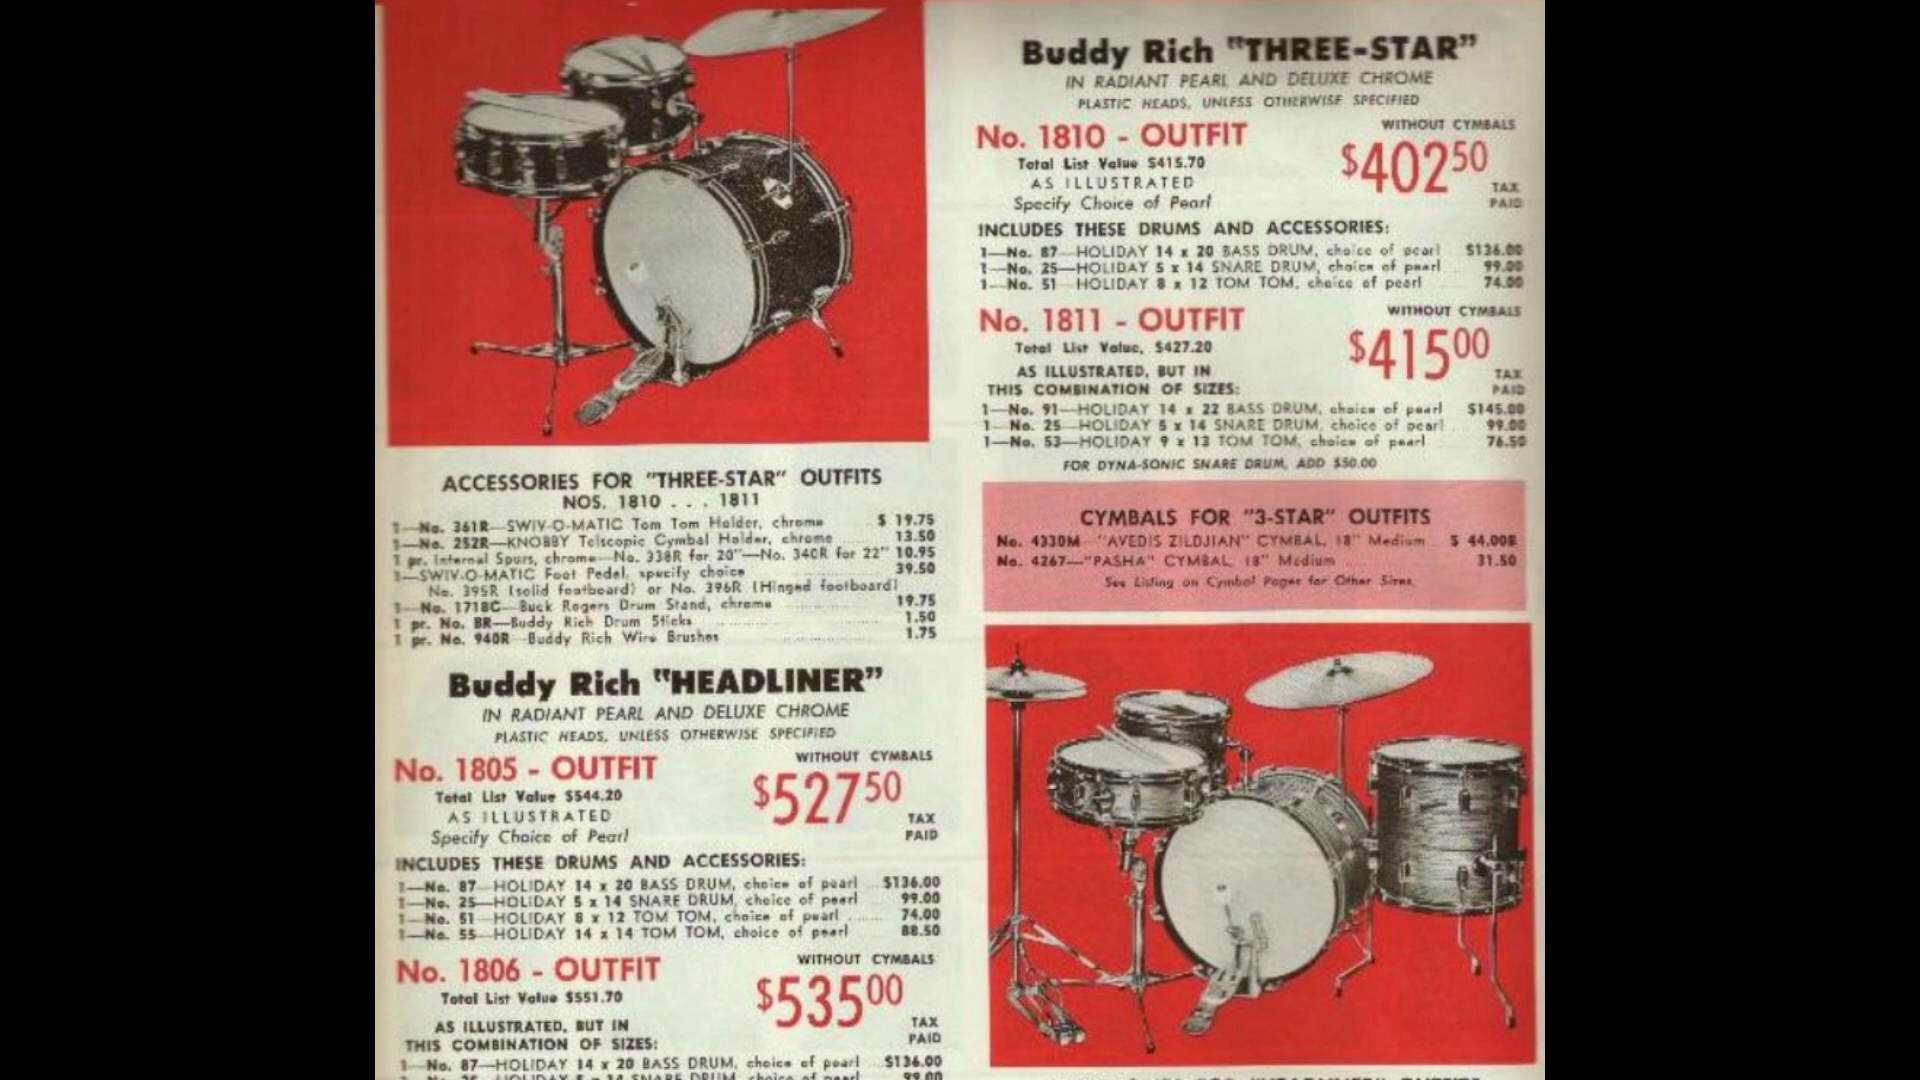 Buddy Rich "THREE-STAR"
IN RADIANT PEARL AND DELUXE CHROME
PLASTIC HEADS, UNLESS OTHERWISE SPECIFIED
No. 1810 - OUTFIT
WITHOUT CYMBALS
Total List Value $415.70
$402 50
AS ILLUSTRATED
TAX
Specify Choice of Pearl
PAID
INCLUDES THESE DRUMS AND ACCESSORIES:
1—No. 87—HOLIDAY 14 x 20 BASS DRUM, choice of pearl $136.00
1—No. 25—HOLIDAY 5 x 14 SNARE DRUM, choice of pearl 99.00
1—No. 51—HOLIDAY 8 x 12 TOM TOM, choice of pearl 74.00
No. 1811 - OUTFIT
WITHOUT CYMBALS
Total List Value, $427.20
$415 00
AS ILLUSTRATED, BUT IN
TAX
THIS COMBINATION OF SIZES:
PAID
1—No. 91—HOLIDAY 14 x 22 BASS DRUM, choice of pearl $145.00
1—No. 25—HOLIDAY 5 x 14 SNARE DRUM, choice of pearl 99.00
1—No. 53—HOLIDAY 9 x 13 TOM TOM, choice of pearl 76.50
FOR DYNA-SONIC SNARE DRUM, ADD $50.00
CYMBALS FOR "3-STAR" OUTFITS
No. 4330M—"AVEDIS ZILDJIAN" CYMBAL, 18" Medium $ 44.00B
No. 4267—"PASHA" CYMBAL, 18" Medium 31.50
See Listing on Cymbal Pages for Other Sizes
ACCESSORIES FOR "THREE-STAR" OUTFITS
NOS. 1810 . . . 1811
1—No. 361R—SWIV-O-MATIC Tom Tom Holder, chrome $ 19.75
1—No. 252R—KNOBBY Telscopic Cymbal Holder, chrome 13.50
1 pr. Internal Spurs, chrome—No. 338R for 20"—No. 340R for 22" 10.95
1—SWIV-O-MATIC Foot Pedal, specify choice 39.50
No. 395R (solid footboard) or No. 396R (Hinged footboard)
1—No. 1718C—Buck Rogers Drum Stand, chrome 19.75
1 pr. No. BR—Buddy Rich Drum Sticks 1.50
1 pr. No. 940R—Buddy Rich Wire Brushes 1.75
Buddy Rich "HEADLINER"
IN RADIANT PEARL AND DELUXE CHROME
PLASTIC HEADS, UNLESS OTHERWISE SPECIFIED
No. 1805 - OUTFIT
WITHOUT CYMBALS
Total List Value $544.20
$527 50
AS ILLUSTRATED
TAX
Specify Choice of Pearl
PAID
INCLUDES THESE DRUMS AND ACCESSORIES:
1—No. 87—HOLIDAY 14 x 20 BASS DRUM, choice of pearl $136.00
1—No. 25—HOLIDAY 5 x 14 SNARE DRUM, choice of pearl 99.00
1—No. 51—HOLIDAY 8 x 12 TOM TOM, choice of pearl 74.00
1—No. 55—HOLIDAY 14 x 14 TOM TOM, choice of pearl 88.50
No. 1806 - OUTFIT
WITHOUT CYMBALS
Total List Value $551.70
$535 00
AS ILLUSTRATED, BUT IN
TAX
THIS COMBINATION OF SIZES:
PAID
1—No. 87—HOLIDAY 14 x 20 BASS DRUM, choice of pearl $136.00
HOLIDAY 5 x 14 SNARE DRUM, choice of pearl 99.00